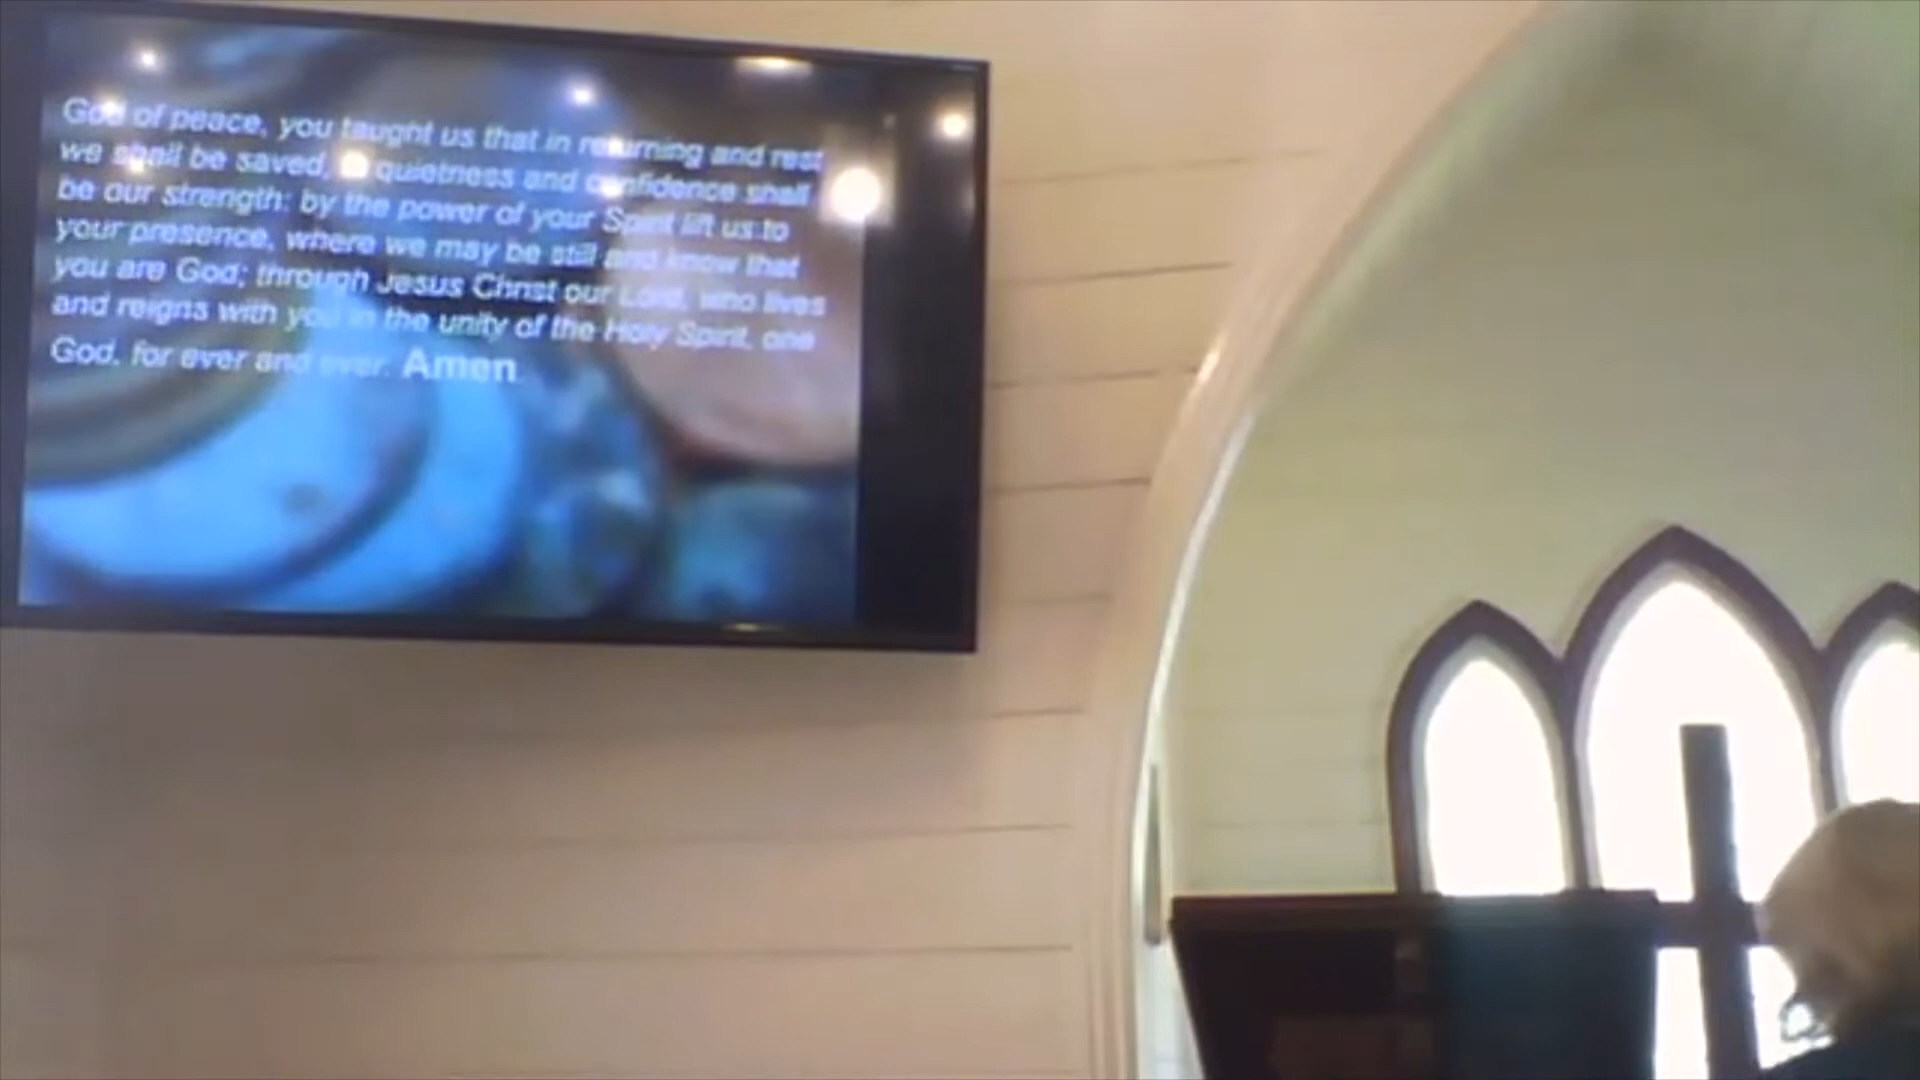 God of peace, you taught us that in returning and rest
we shall be saved, in quietness and confidence shall
be our strength: by the power of your Spirit lift us to
your presence, where we may be still and know that
you are God; through Jesus Christ our Lord, who lives
and reigns with you in the unity of the Holy Spirit, one
God, for ever and ever. Amen.